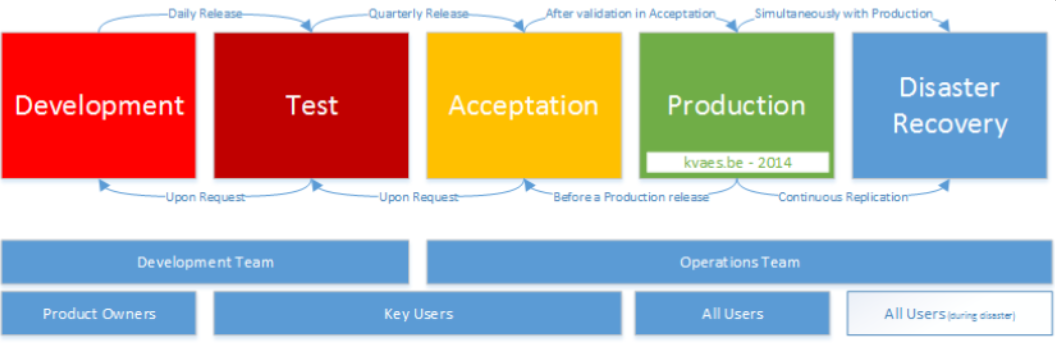 Daily Release
Quarterly Release
After validation in Acceptation
Simultaneously with Production
Development
Test
Acceptation
Production
kvaes.be - 2014
Disaster
Recovery
Upon Request
Upon Request
Before a Production release
Continuous Replication
Development Team
Operations Team
Product Owners
Key Users
All Users
All Users (during disaster)